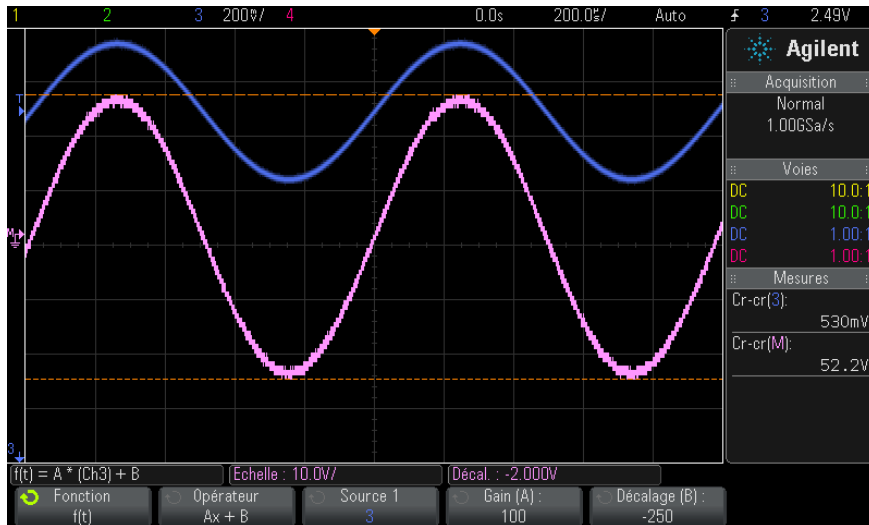 1 2 3 200▽/ 4 0.0s 200.0㎲/ Auto 3 2.49V
Agilent
Acquisition
Normal
1.00GSa/s
Voies
DC 10.0:1
DC 10.0:1
DC 1.00:1
DC 1.00:1
Mesures
Cr-cr(3):
530mV
Cr-cr(M):
52.2V
T
M
3
f(t) = A * (Ch3) + B Echelle : 10.0V/ Décal. : -2.000V
Fonction Opérateur Source 1 Gain (A) : Décalage (B) :
f(t) Ax + B 3 100 -250